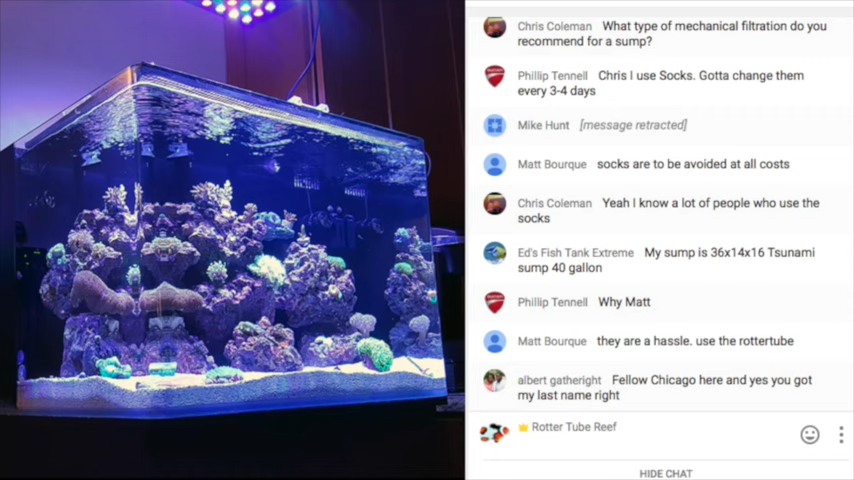 Chris Coleman What type of mechanical filtration do you
recommend for a sump?
Phillip Tennell Chris I use Socks. Gotta change them
every 3-4 days
Mike Hunt [message retracted]
Matt Bourque socks are to be avoided at all costs
Chris Coleman Yeah I know a lot of people who use the
socks
Ed's Fish Tank Extreme My sump is 36x14x16 Tsunami
sump 40 gallon
Phillip Tennell Why Matt
Matt Bourque they are a hassle. use the rottertube
albert gatheright Fellow Chicago here and yes you got
my last name right
Rotter Tube Reef
HIDE CHAT